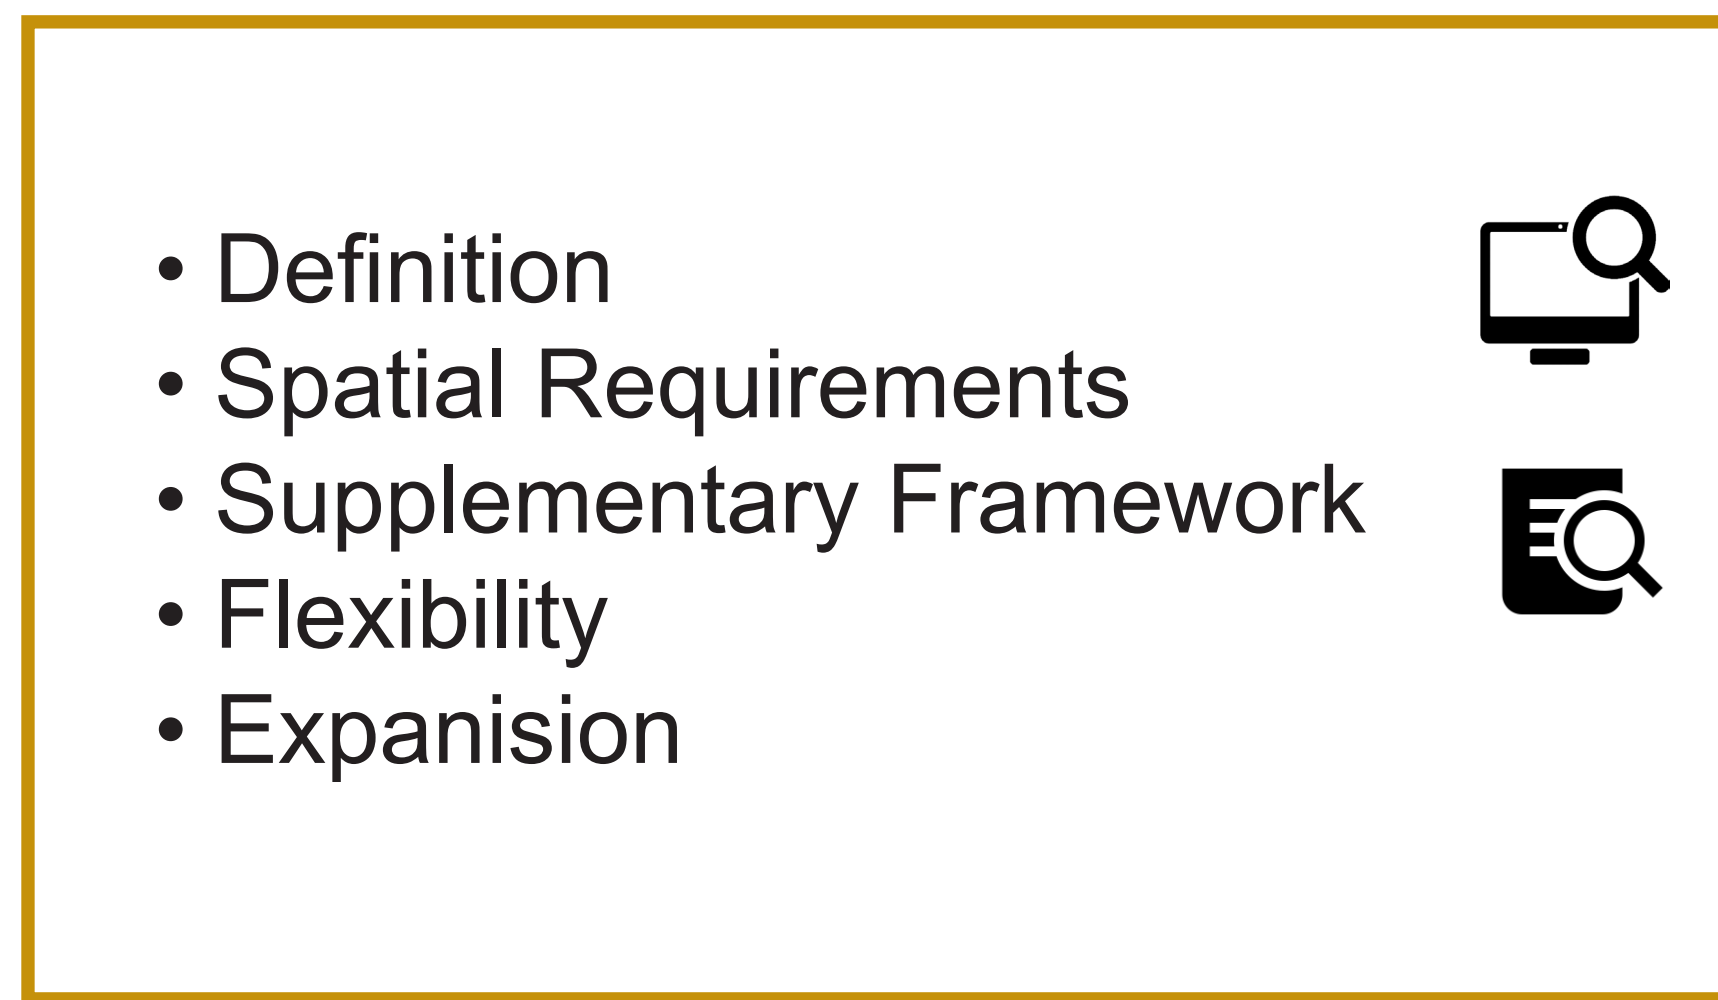 • Definition
• Spatial Requirements
• Supplementary Framework
• Flexibility
• Expanision